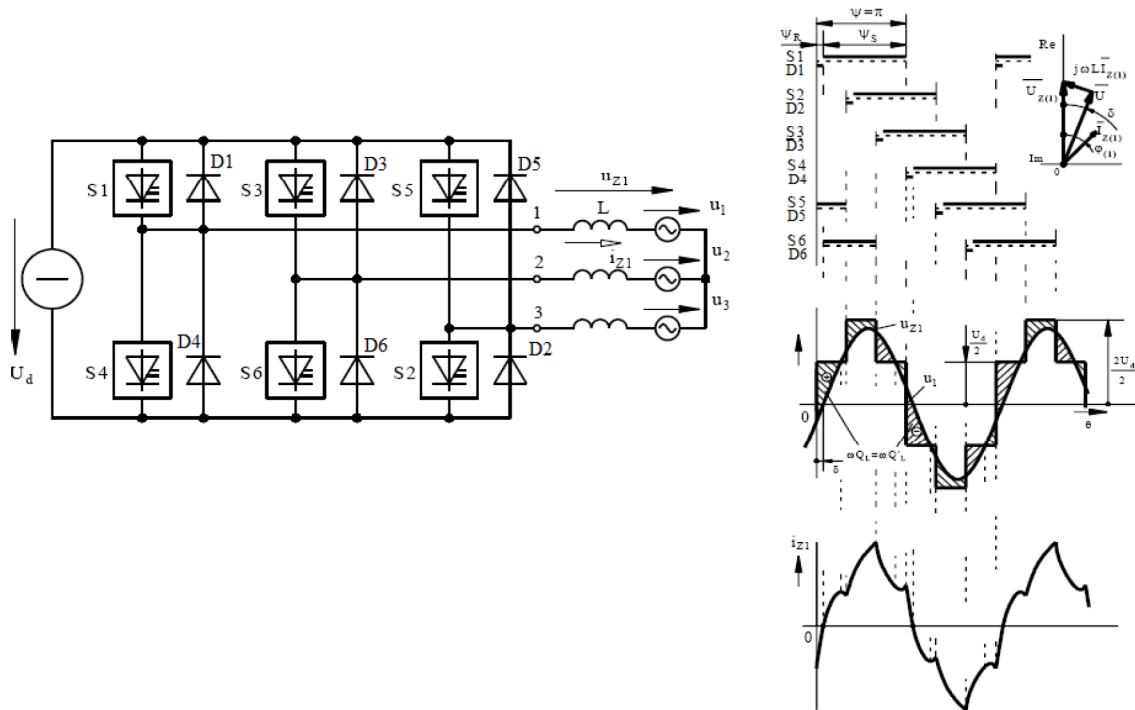 S1
D1
S3
D3
S5
D5
S4
D4
S6
D6
S2
D2
U_d
u_Z1
1
L
u_1
i_Z1
2
u_2
3
u_3
ψ=π
ψ_R
ψ_S
S1
D1
S2
D2
S3
D3
S4
D4
S5
D5
S6
D6
Re
jωLI_Z(1)
U_Z(1)
U
δ
I_Z(1)
φ_(1)
Im
0
u_Z1
U_d
2
2U_d
2
u_1
+
0
θ
−
ωQ_L=ωQ'_L
δ
i_Z1
0